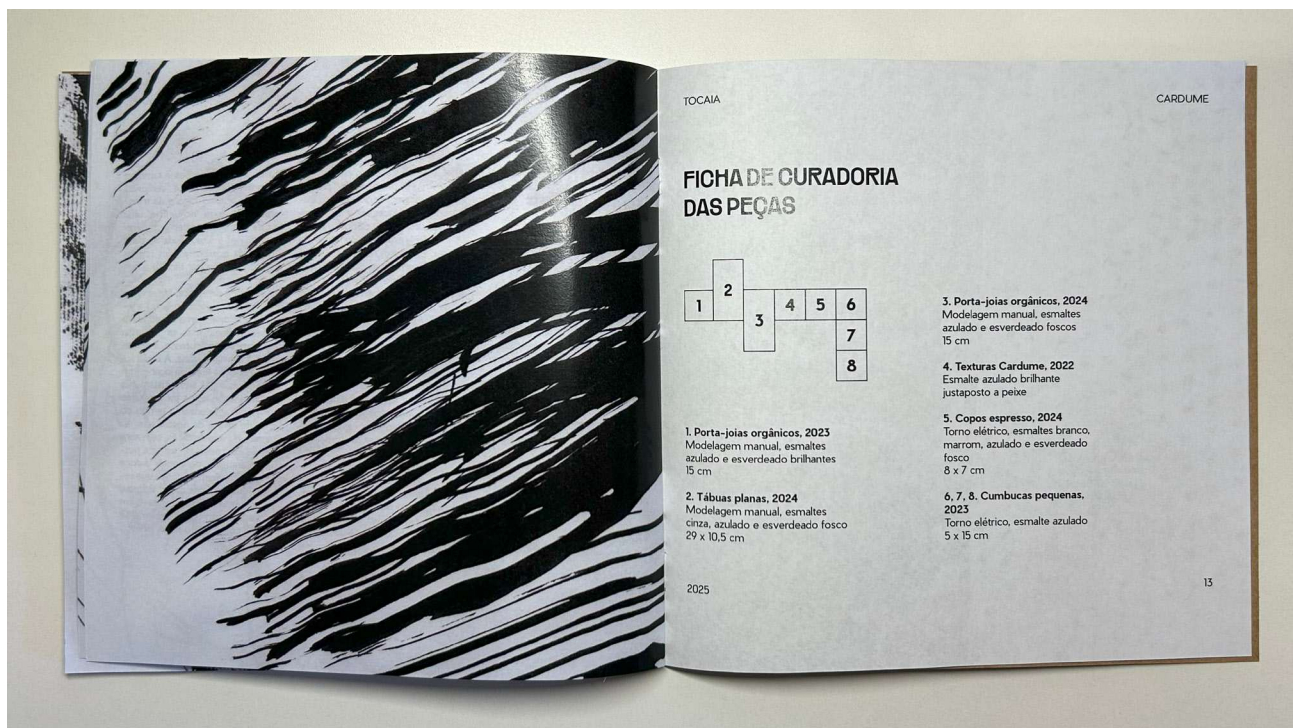 TOCAIA
CARDUME
FICHA DE CURADORIA
DAS PEÇAS
1
2
3
4
5
6
7
8
1. Porta-joias orgânicos, 2023
Modelagem manual, esmaltes
azulado e esverdeado brilhantes
15 cm
2. Tábuas planas, 2024
Modelagem manual, esmaltes
cinza, azulado e esverdeado fosco
29 x 10,5 cm
3. Porta-joias orgânicos, 2024
Modelagem manual, esmaltes
azulado e esverdeado foscos
15 cm
4. Texturas Cardume, 2022
Esmalte azulado brilhante
justaposto a peixe
5. Copos espresso, 2024
Torno elétrico, esmaltes branco,
marrom, azulado e esverdeado
fosco
8 x 7 cm
6, 7, 8. Cumbucas pequenas,
2023
Torno elétrico, esmalte azulado
5 x 15 cm
2025
13